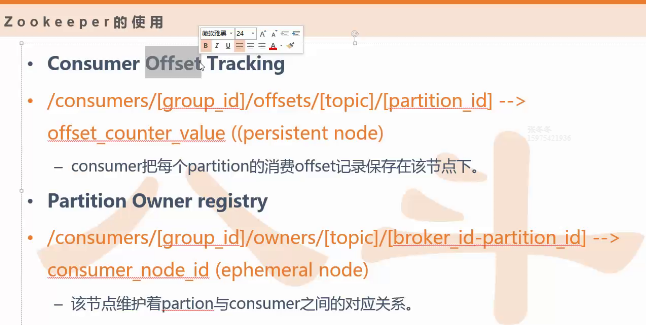 Zookeeper的使用
24
B I U A
Consumer Offset Tracking
/consumers/[group_id]/offsets/[topic]/[partition_id] -->
offset_counter_value ((persistent node)
– consumer把每个partition的消费offset记录保存在该节点下。
Partition Owner registry
/consumers/[group_id]/owners/[topic]/[broker_id-partition_id] -->
consumer_node_id (ephemeral node)
– 该节点维护着partion与consumer之间的对应关系。
八斗